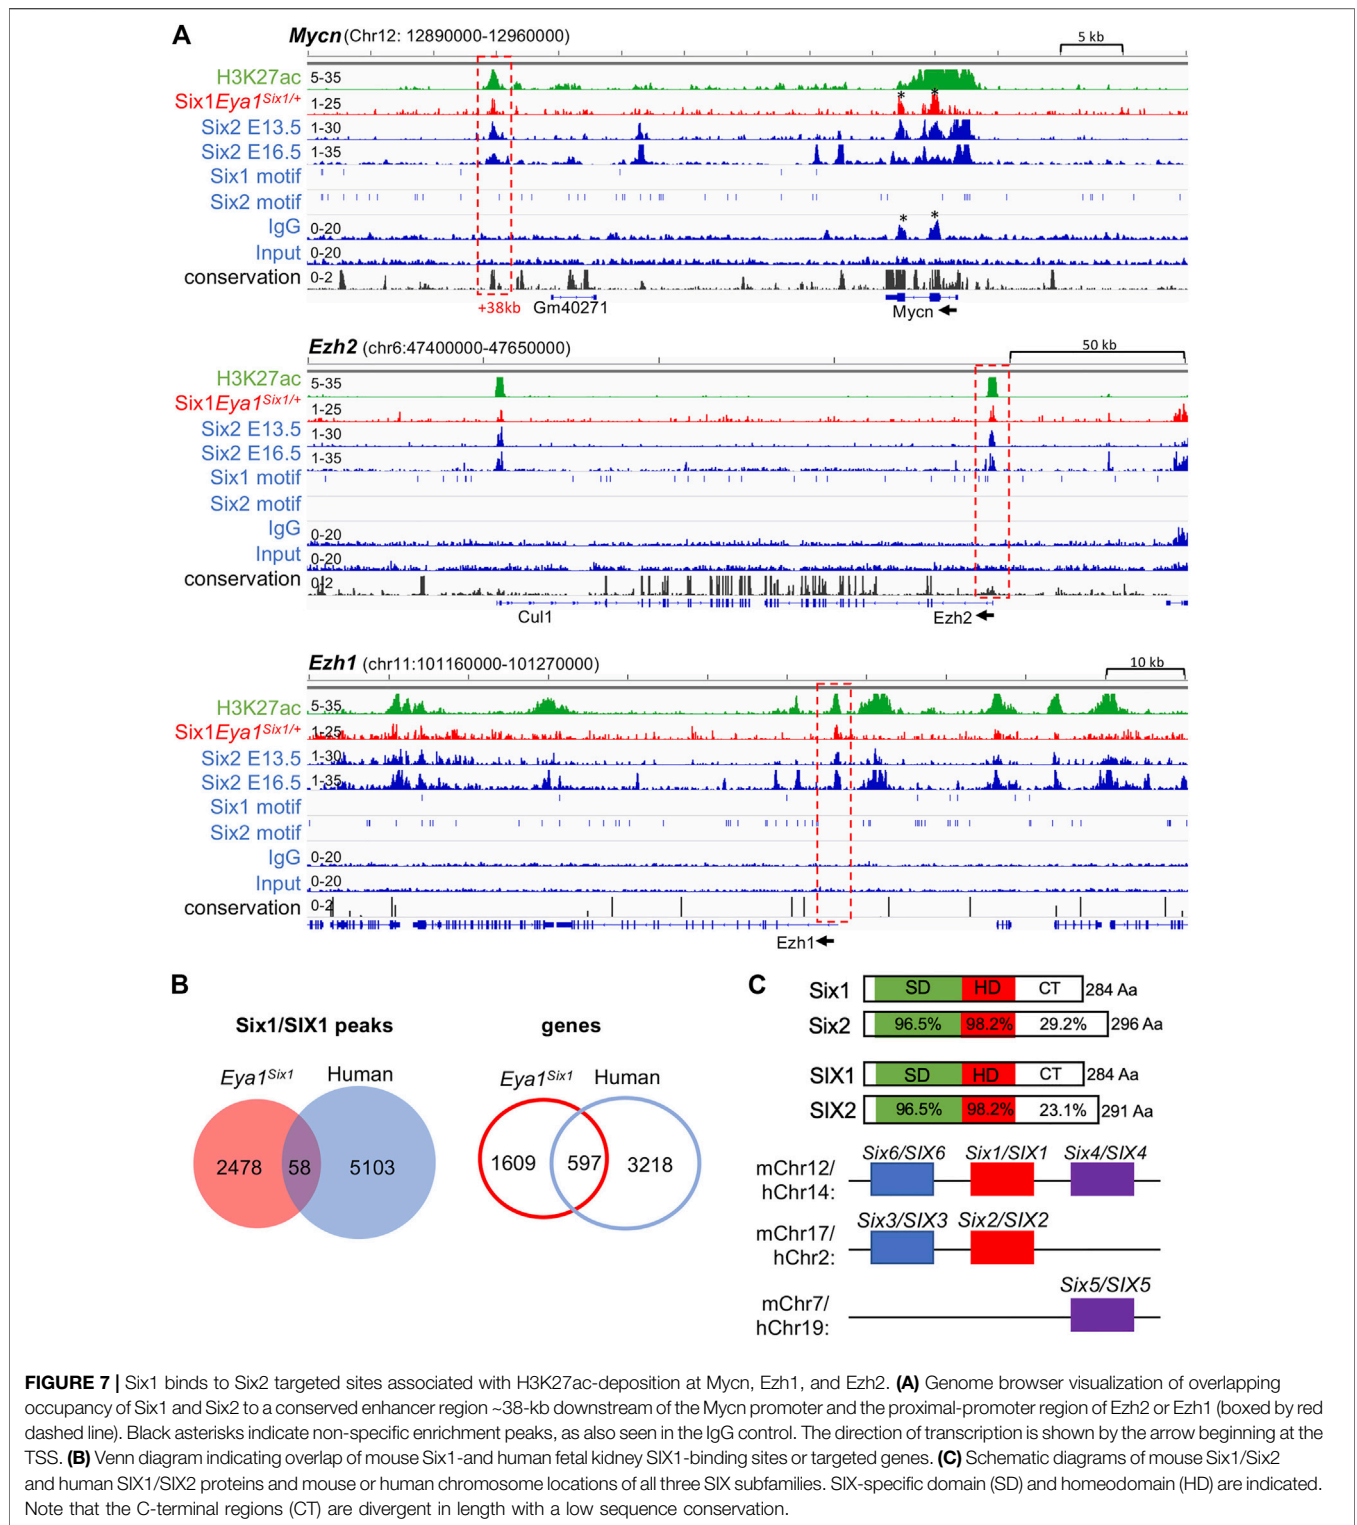 A
Mycn (Chr12: 12890000-12960000)
5 kb
H3K27ac 5-35
Six1Eya1Six1/+ 1-25
* *
Six2 E13.5 1-30
Six2 E16.5 1-35
Six1 motif
Six2 motif
IgG 0-20
* *
Input 0-20
conservation 0-2
+38kb Gm40271 Mycn
Ezh2 (chr6:47400000-47650000)
50 kb
H3K27ac 5-35
Six1Eya1Six1/+ 1-25
Six2 E13.5 1-30
Six2 E16.5 1-35
Six1 motif
Six2 motif
IgG 0-20
Input 0-20
conservation 0-2
Cul1 Ezh2
Ezh1 (chr11:101160000-101270000)
10 kb
H3K27ac 5-35
Six1Eya1Six1/+ 1-25
Six2 E13.5 1-30
Six2 E16.5 1-35
Six1 motif
Six2 motif
IgG 0-20
Input 0-20
conservation 0-2
Ezh1
B
Six1/SIX1 peaks
Eya1Six1 Human
2478 58 5103
genes
Eya1Six1 Human
1609 597 3218
C
Six1 SD HD CT 284 Aa
Six2 96.5% 98.2% 29.2% 296 Aa
SIX1 SD HD CT 284 Aa
SIX2 96.5% 98.2% 23.1% 291 Aa
Six6/SIX6 Six1/SIX1 Six4/SIX4
mChr12/
hChr14:
Six3/SIX3 Six2/SIX2
mChr17/
hChr2:
Six5/SIX5
mChr7/
hChr19:
FIGURE 7 | Six1 binds to Six2 targeted sites associated with H3K27ac-deposition at Mycn, Ezh1, and Ezh2. (A) Genome browser visualization of overlapping
occupancy of Six1 and Six2 to a conserved enhancer region ~38-kb downstream of the Mycn promoter and the proximal-promoter region of Ezh2 or Ezh1 (boxed by red
dashed line). Black asterisks indicate non-specific enrichment peaks, as also seen in the IgG control. The direction of transcription is shown by the arrow beginning at the
TSS. (B) Venn diagram indicating overlap of mouse Six1-and human fetal kidney SIX1-binding sites or targeted genes. (C) Schematic diagrams of mouse Six1/Six2
and human SIX1/SIX2 proteins and mouse or human chromosome locations of all three SIX subfamilies. SIX-specific domain (SD) and homeodomain (HD) are indicated.
Note that the C-terminal regions (CT) are divergent in length with a low sequence conservation.